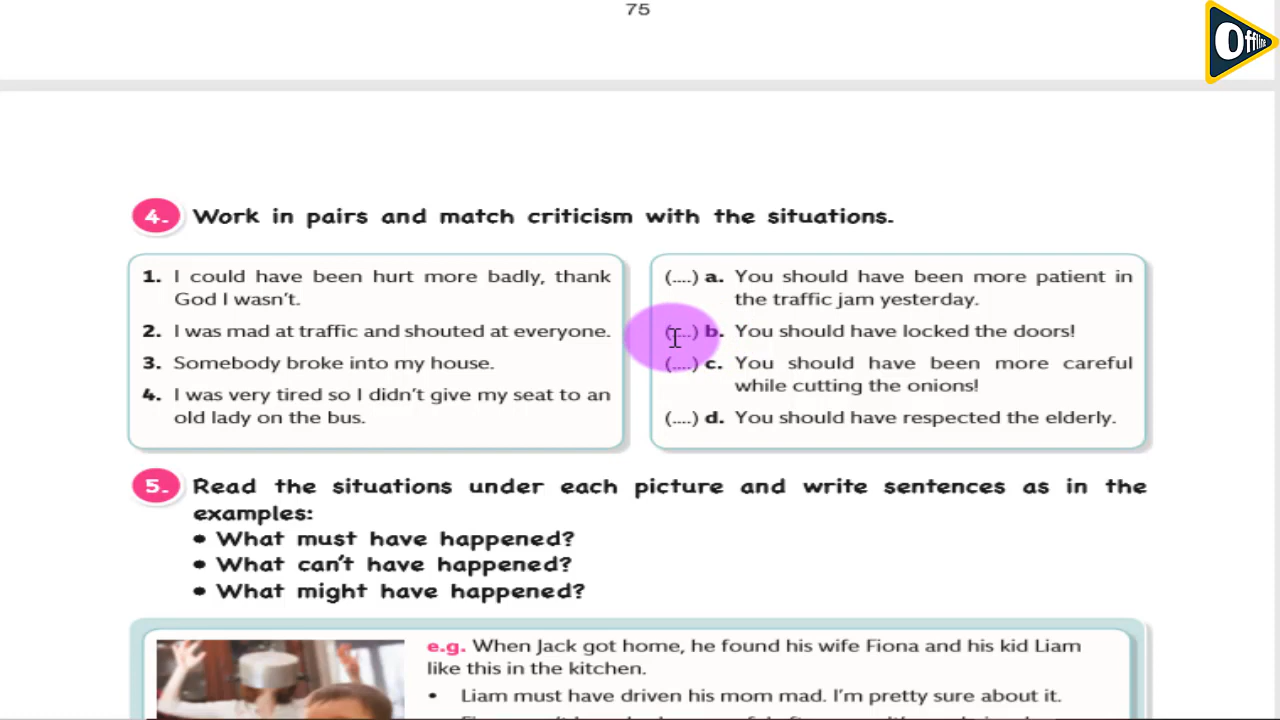 75
Offline
4. Work in pairs and match criticism with the situations.
1. I could have been hurt more badly, thank
God I wasn't.
2. I was mad at traffic and shouted at everyone.
3. Somebody broke into my house.
4. I was very tired so I didn't give my seat to an
old lady on the bus.
(....) a. You should have been more patient in
the traffic jam yesterday.
(....) b. You should have locked the doors!
(....) c. You should have been more careful
while cutting the onions!
(....) d. You should have respected the elderly.
5. Read the situations under each picture and write sentences as in the
examples:
• What must have happened?
• What can't have happened?
• What might have happened?
e.g. When Jack got home, he found his wife Fiona and his kid Liam
like this in the kitchen.
• Liam must have driven his mom mad. I'm pretty sure about it.